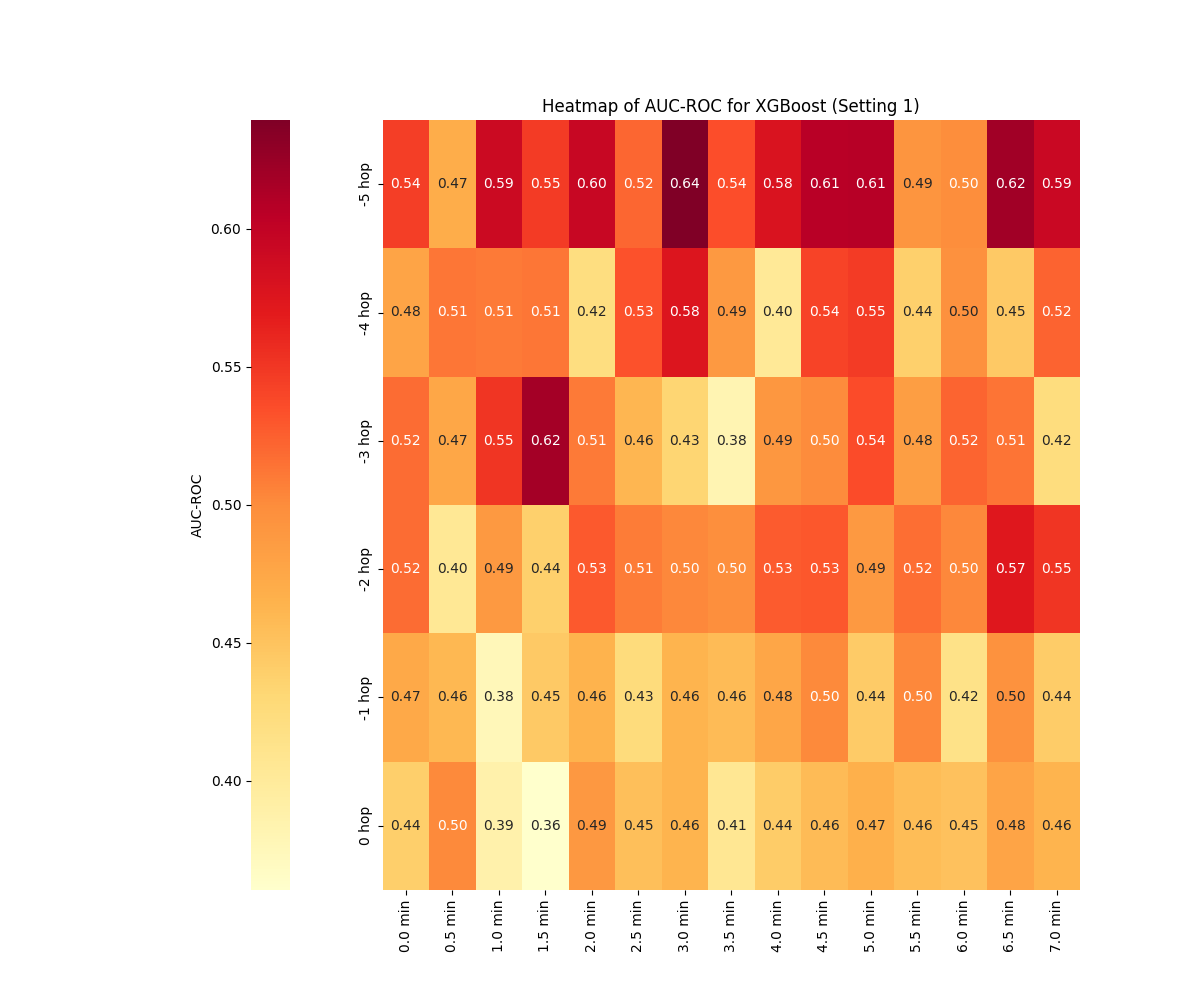 Heatmap of AUC-ROC for XGBoost (Setting 1)
AUC-ROC
0.60
0.55
0.50
0.45
0.40
-5 hop 0.54 0.47 0.59 0.55 0.60 0.52 0.64 0.54 0.58 0.61 0.61 0.49 0.50 0.62 0.59
-4 hop 0.48 0.51 0.51 0.51 0.42 0.53 0.58 0.49 0.40 0.54 0.55 0.44 0.50 0.45 0.52
-3 hop 0.52 0.47 0.55 0.62 0.51 0.46 0.43 0.38 0.49 0.50 0.54 0.48 0.52 0.51 0.42
-2 hop 0.52 0.40 0.49 0.44 0.53 0.51 0.50 0.50 0.53 0.53 0.49 0.52 0.50 0.57 0.55
-1 hop 0.47 0.46 0.38 0.45 0.46 0.43 0.46 0.46 0.48 0.50 0.44 0.50 0.42 0.50 0.44
0 hop 0.44 0.50 0.39 0.36 0.49 0.45 0.46 0.41 0.44 0.46 0.47 0.46 0.45 0.48 0.46
0.0 min 0.5 min 1.0 min 1.5 min 2.0 min 2.5 min 3.0 min 3.5 min 4.0 min 4.5 min 5.0 min 5.5 min 6.0 min 6.5 min 7.0 min